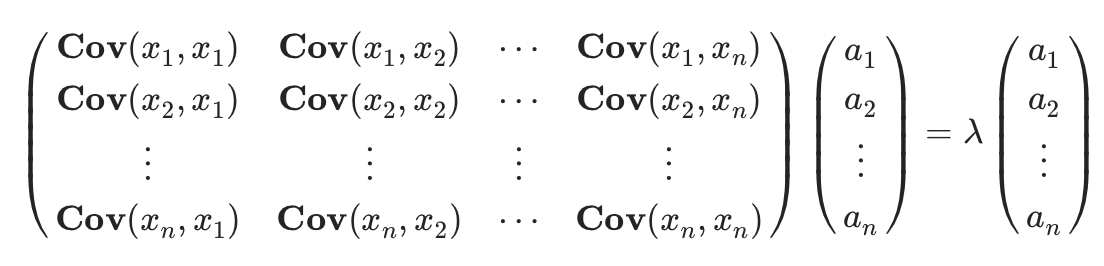 Cov(x₁, x₁) Cov(x₁, x₂) ⋯ Cov(x₁, xₙ) a₁ a₁
Cov(x₂, x₁) Cov(x₂, x₂) ⋯ Cov(x₂, xₙ) a₂ = λ a₂
⋮ ⋮ ⋮ ⋮ ⋮ ⋮
Cov(xₙ, x₁) Cov(xₙ, x₂) ⋯ Cov(xₙ, xₙ) aₙ aₙ